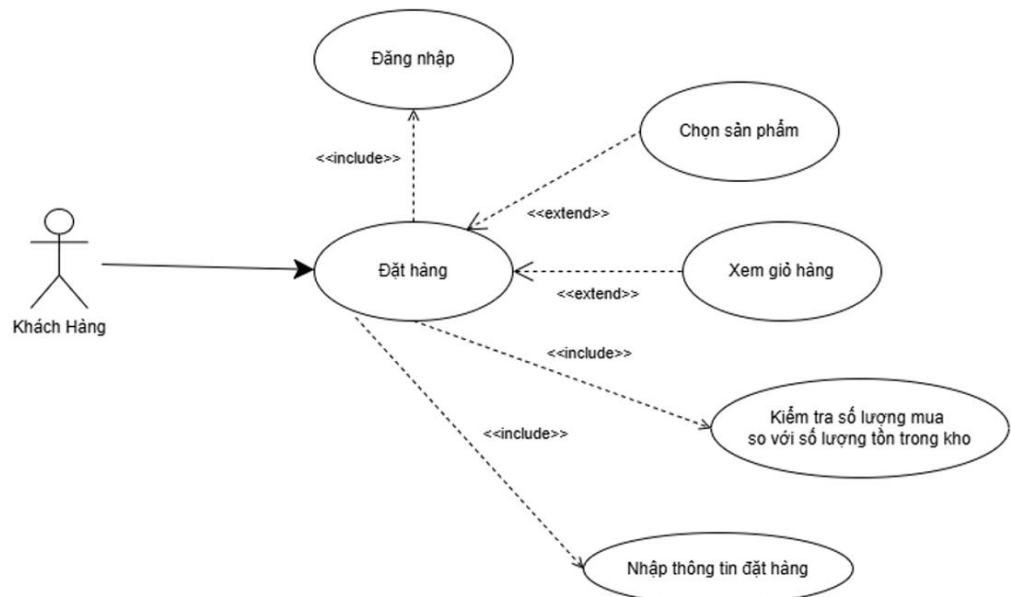 Đăng nhập
Chọn sản phẩm
<<include>>
<<extend>>
Đặt hàng
Xem giỏ hàng
<<extend>>
Khách Hàng
<<include>>
Kiểm tra số lượng mua
so với số lượng tồn trong kho
<<include>>
Nhập thông tin đặt hàng